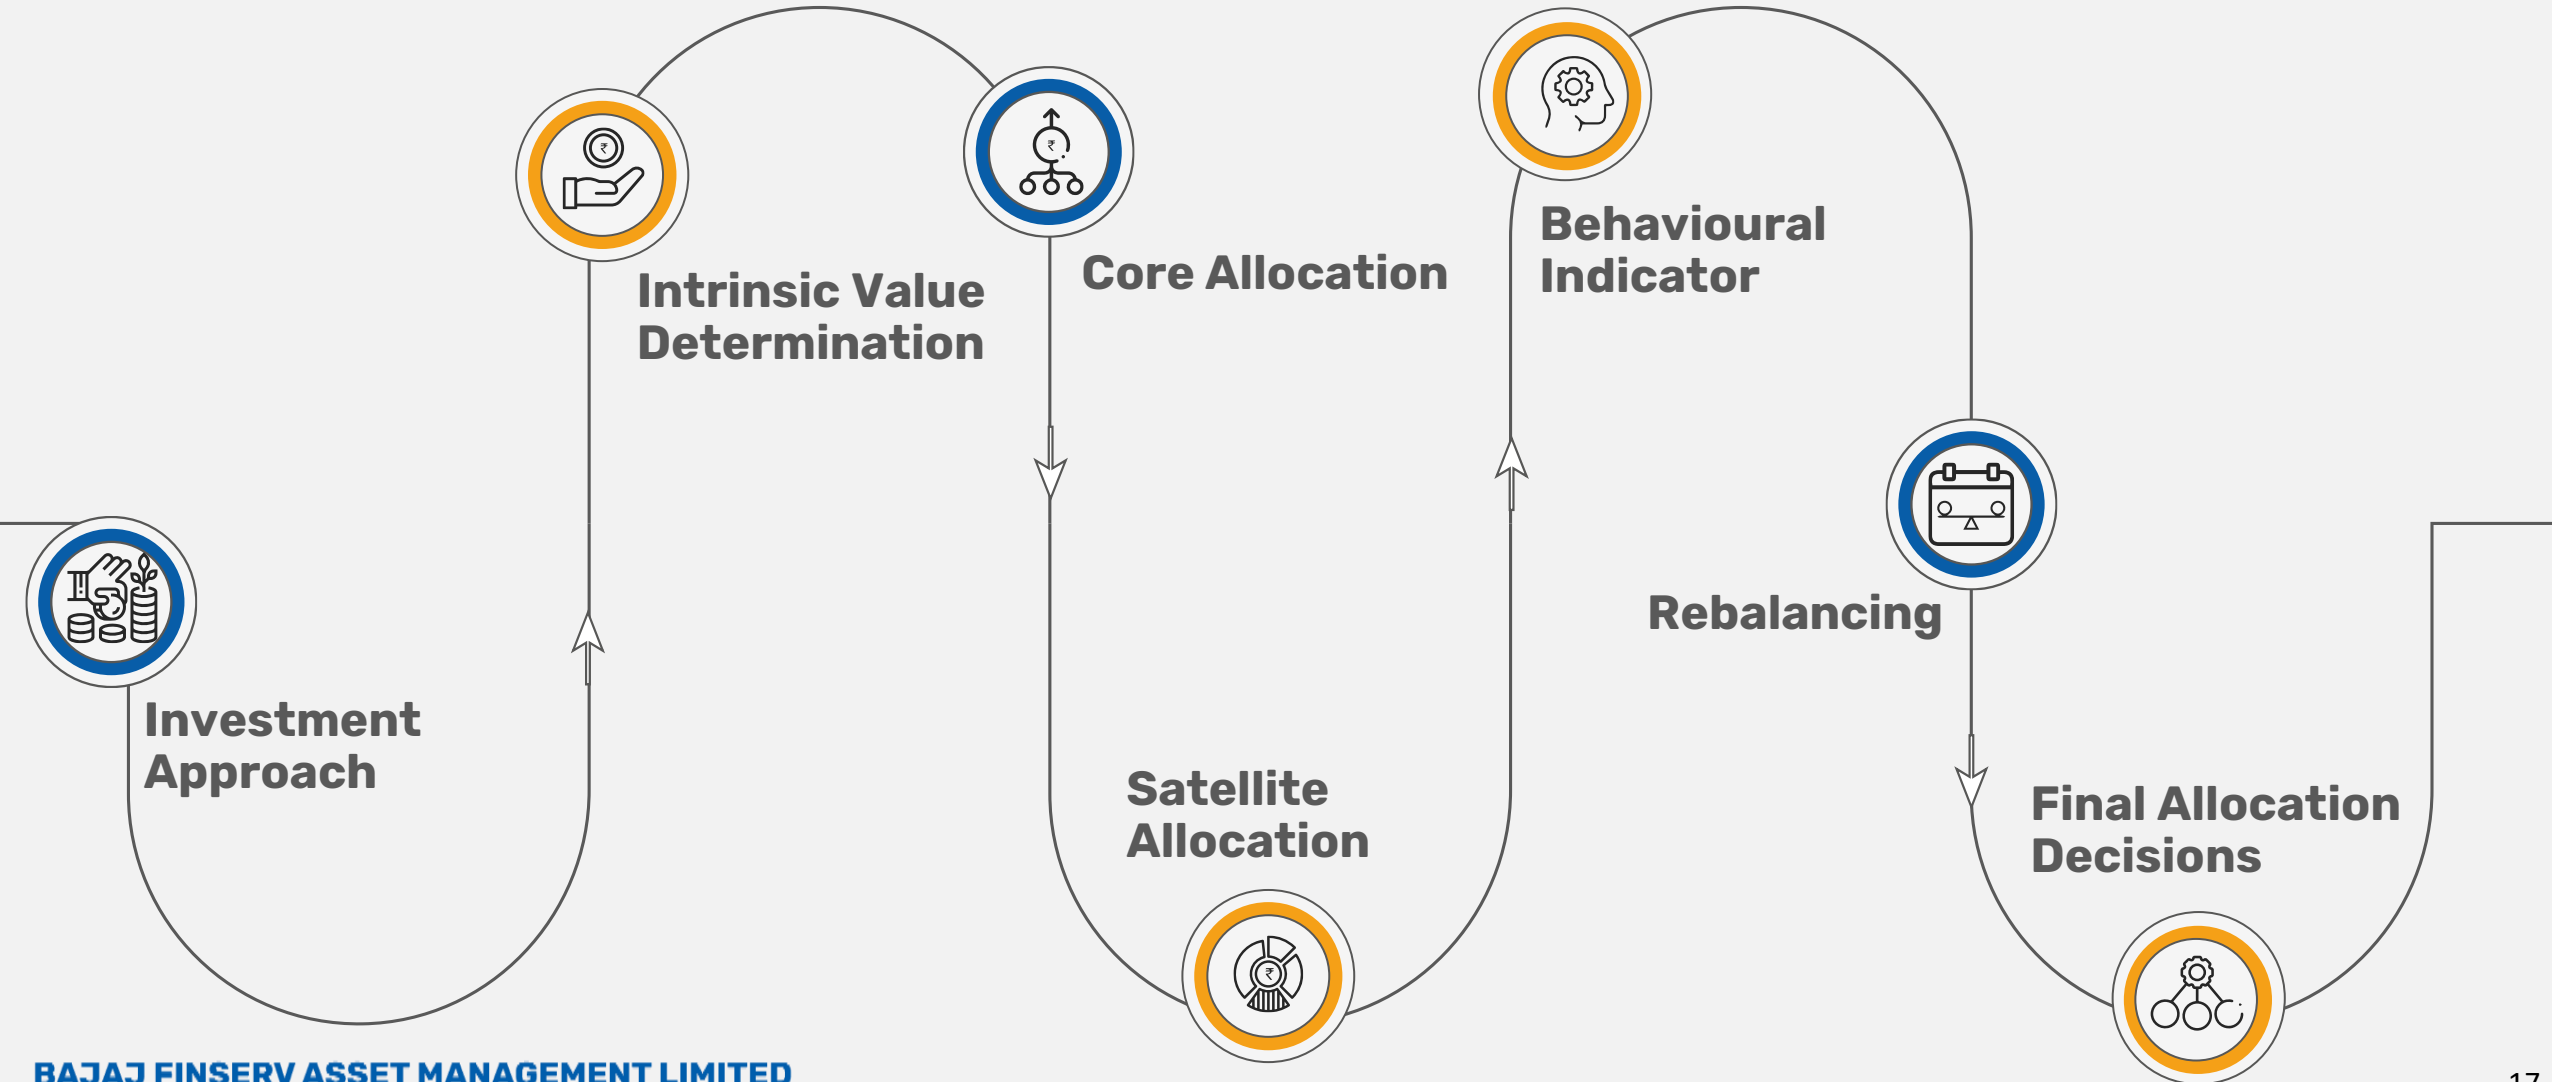 Investment
Approach
Intrinsic Value
Determination
₹
Core Allocation
₹
Satellite
Allocation
₹
Behavioural
Indicator
Rebalancing
Final Allocation
Decisions
BAJAJ FINSERV ASSET MANAGEMENT LIMITED
17